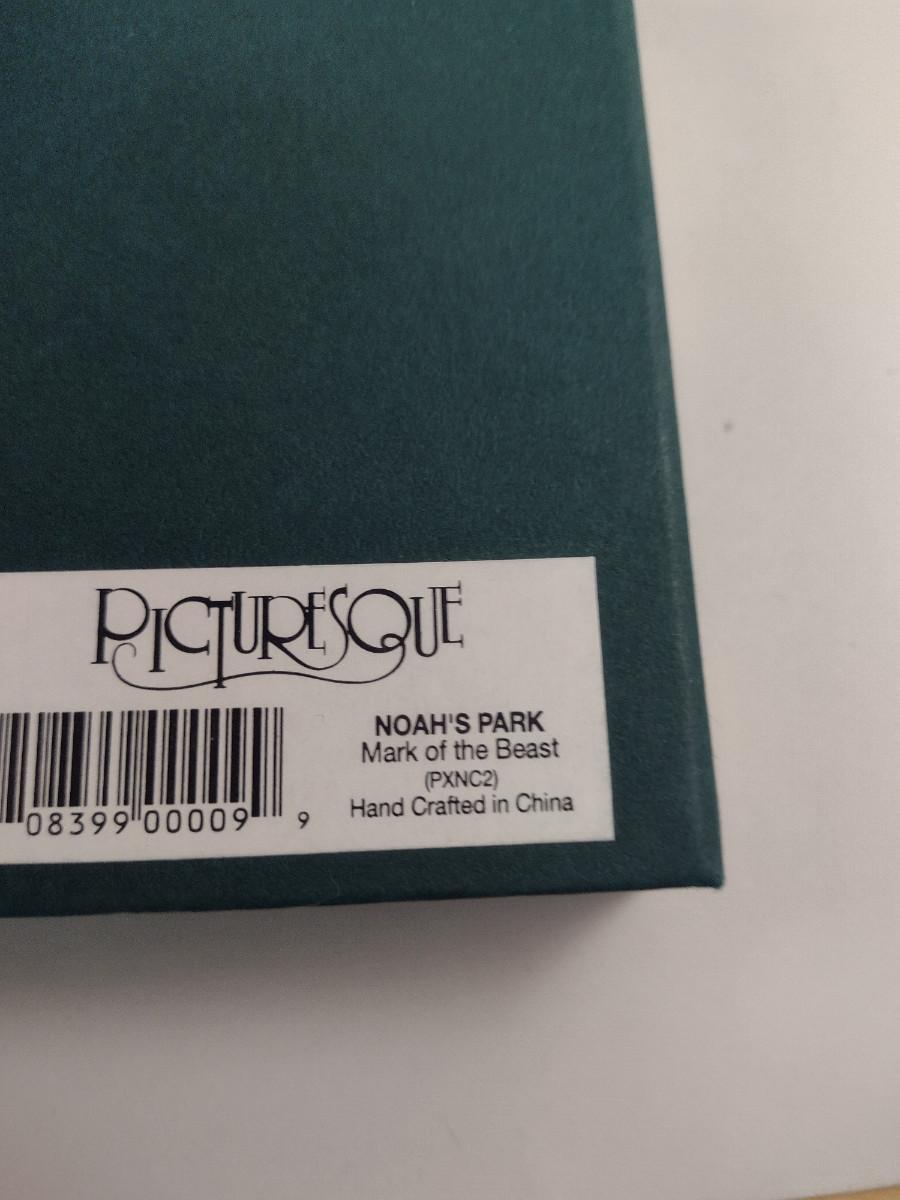 PICTURESQUE
NOAH'S PARK
Mark of the Beast
(PXNC2)
Hand Crafted in China
08399 00009 9